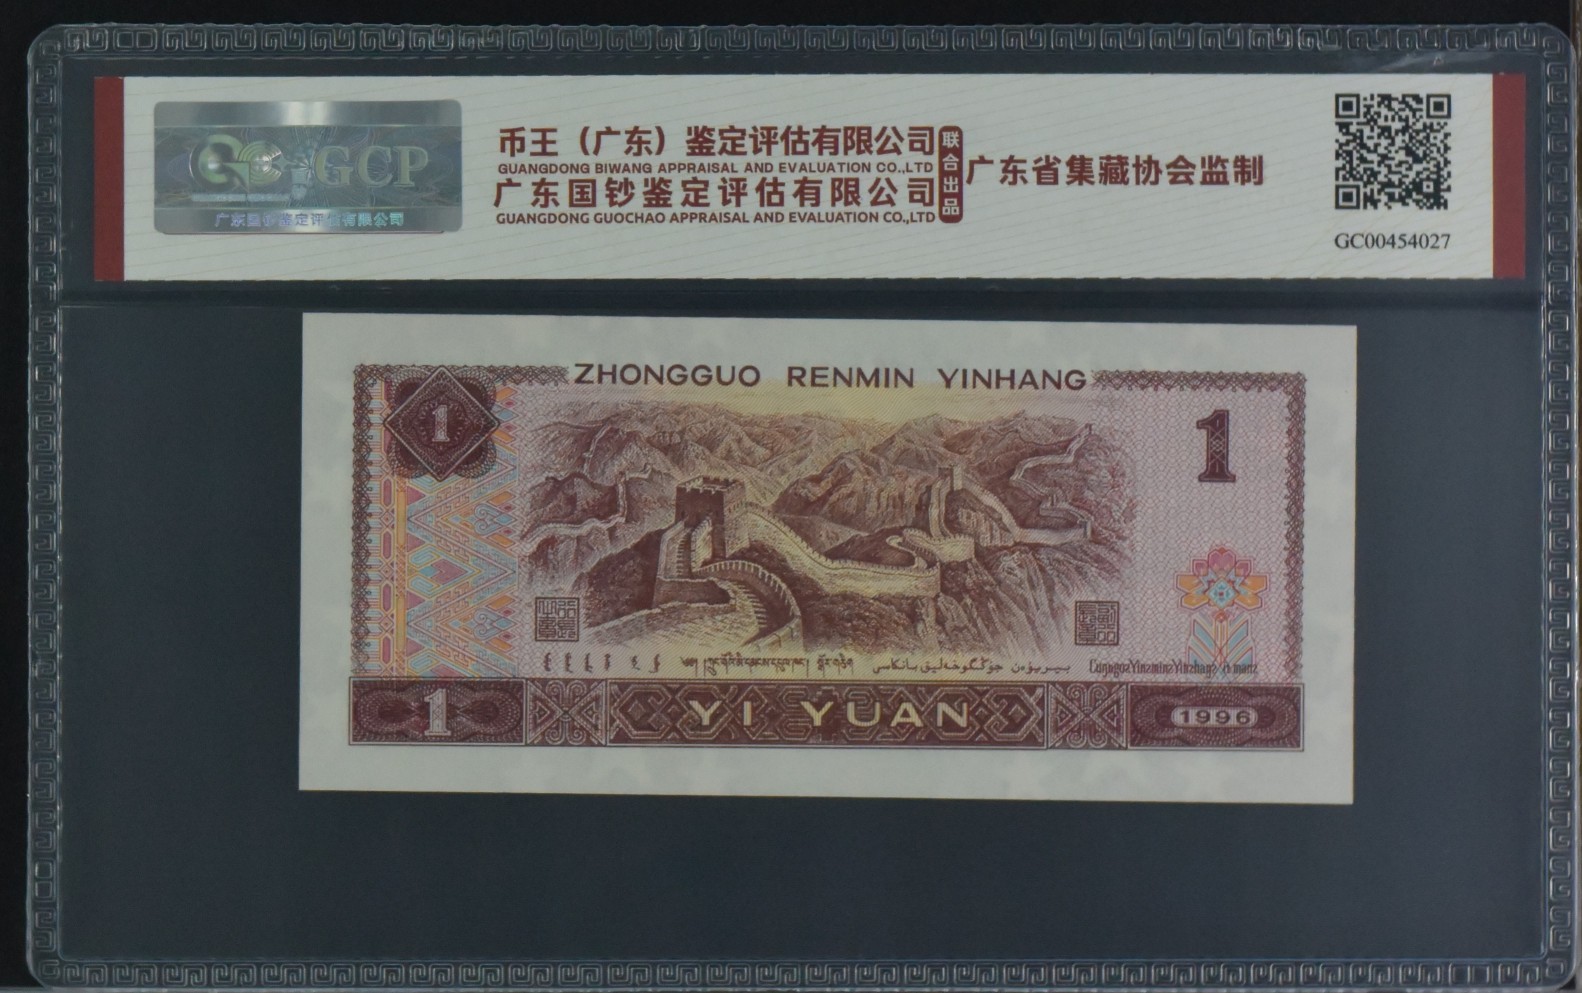 GCP
广东国钞鉴定评估有限公司
币王（广东）鉴定评估有限公司
GUANGDONG BIWANG APPRAISAL AND EVALUATION CO.,LTD
广东国钞鉴定评估有限公司
GUANGDONG GUOCHAO APPRAISAL AND EVALUATION CO.,LTD
联合出品
广东省集藏协会监制
GC00454027
ZHONGGUO RENMIN YINHANG
1
1
1
YI YUAN
1996